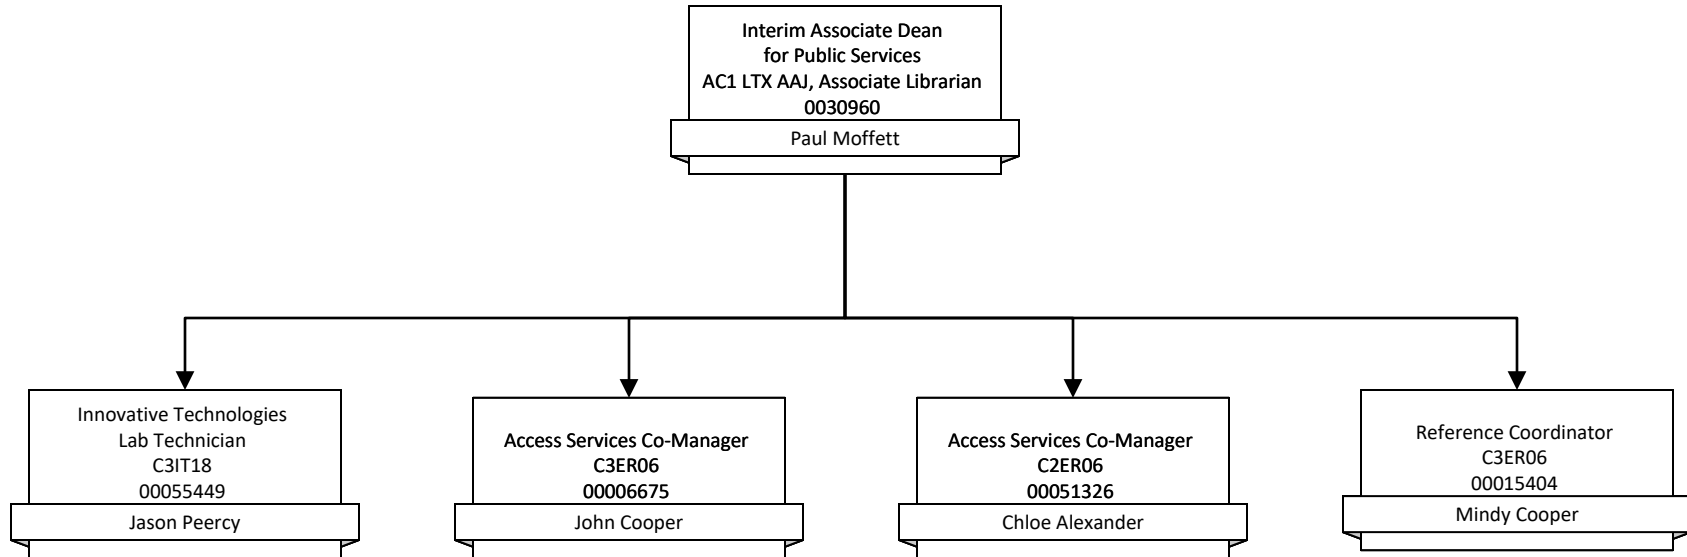 Interim Associate Dean
for Public Services
AC1 LTX AAJ, Associate Librarian
0030960
Paul Moffett
Innovative Technologies
Lab Technician
C3IT18
00055449
Jason Peercy
Access Services Co-Manager
C3ER06
00006675
John Cooper
Access Services Co-Manager
C2ER06
00051326
Chloe Alexander
Reference Coordinator
C3ER06
00015404
Mindy Cooper